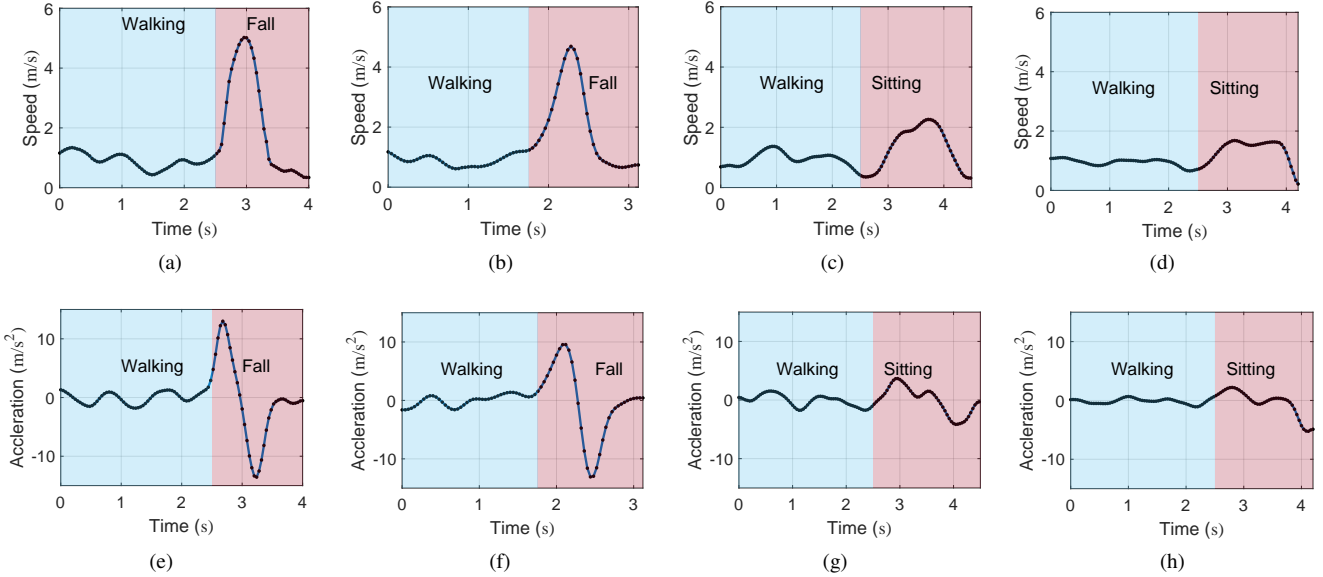 6
4
2
0
Speed (m/s)
Walking
Fall
0 1 2 3 4
Time (s)
(a)
6
4
2
0
Speed (m/s)
Walking
Fall
0 1 2 3
Time (s)
(b)
6
4
2
0
Speed (m/s)
Walking
Sitting
0 1 2 3 4
Time (s)
(c)
6
4
2
0
Speed (m/s)
Walking
Sitting
0 1 2 3 4
Time (s)
(d)
10
0
-10
Accleration (m/s²)
Walking
Fall
0 1 2 3 4
Time (s)
(e)
10
0
-10
Accleration (m/s²)
Walking
Fall
0 1 2 3
Time (s)
(f)
10
0
-10
Accleration (m/s²)
Walking
Sitting
0 1 2 3 4
Time (s)
(g)
10
0
-10
Accleration (m/s²)
Walking
Sitting
0 1 2 3 4
Time (s)
(h)